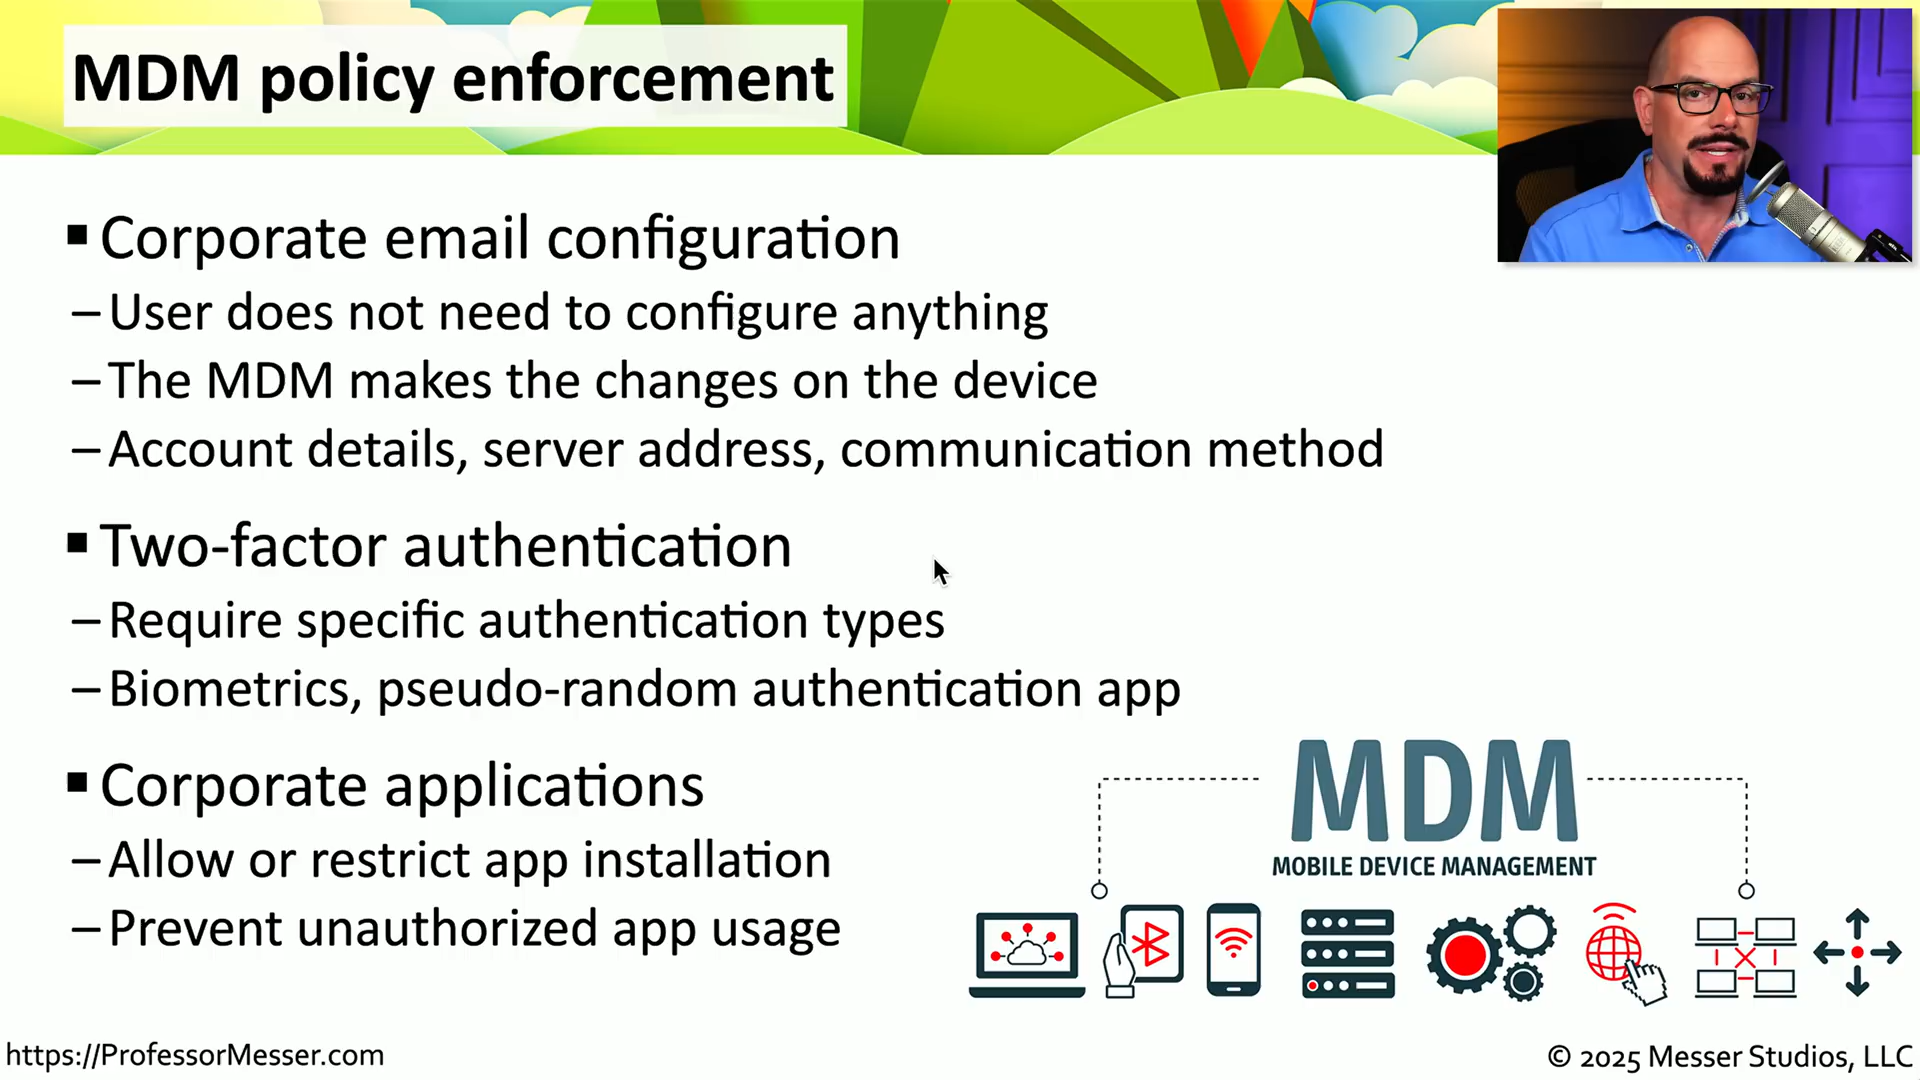 MDM policy enforcement
▪ Corporate email configuration
– User does not need to configure anything
– The MDM makes the changes on the device
– Account details, server address, communication method
▪ Two-factor authentication
– Require specific authentication types
– Biometrics, pseudo-random authentication app
▪ Corporate applications
– Allow or restrict app installation
– Prevent unauthorized app usage
MDM
MOBILE DEVICE MANAGEMENT
https://ProfessorMesser.com
© 2025 Messer Studios, LLC